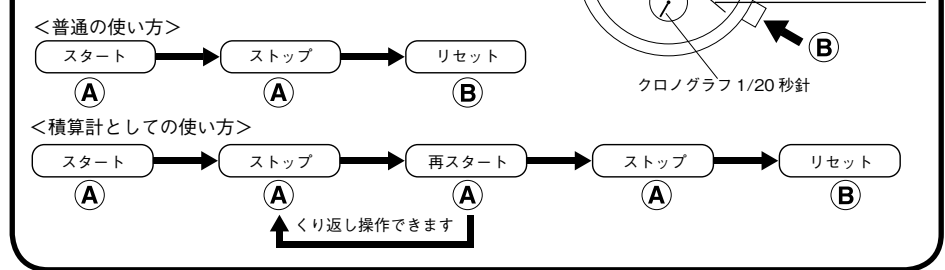 ＜普通の使い方＞
スタート ストップ リセット
Ⓐ Ⓐ Ⓑ
Ⓑ
クロノグラフ 1/20 秒針
＜積算計としての使い方＞
スタート ストップ 再スタート ストップ リセット
Ⓐ Ⓐ Ⓐ Ⓐ Ⓑ
くり返し操作できます